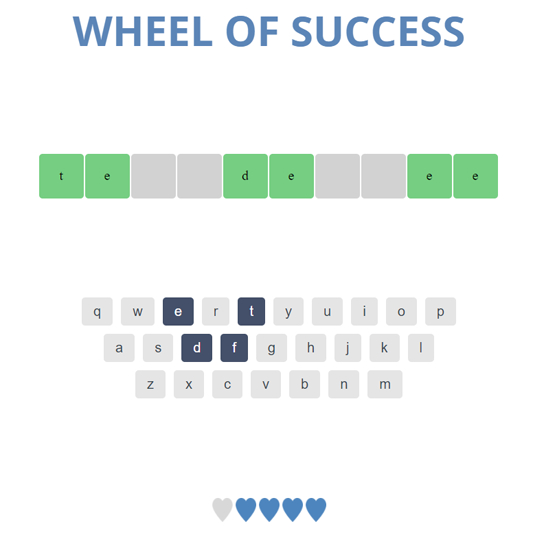 WHEEL OF SUCCESS
t e d e e e
q w e r t y u i o p
a s d f g h j k l
z x c v b n m